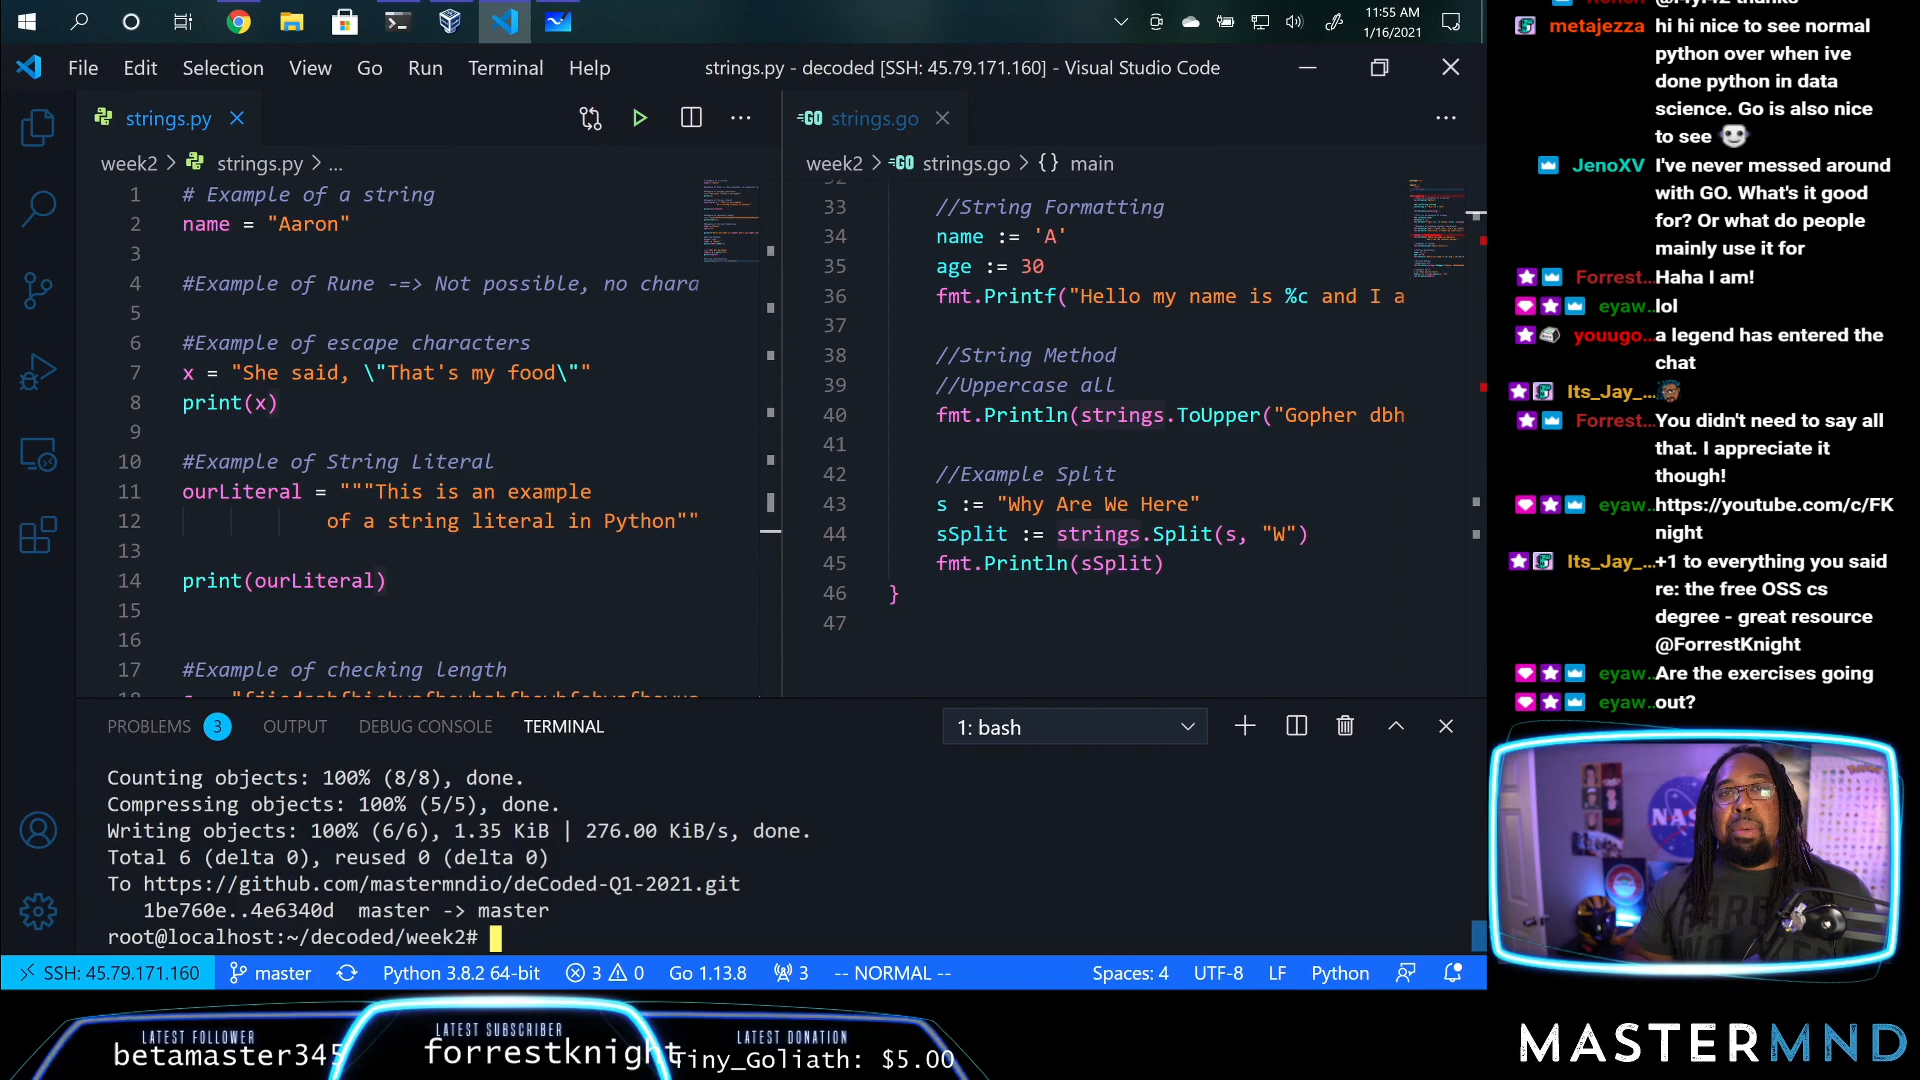 11:55 AM
1/16/2021
File Edit Selection View Go Run Terminal Help
strings.py - decoded [SSH: 45.79.171.160] - Visual Studio Code
strings.py
week2 > strings.py > ...
1 # Example of a string
2 name = "Aaron"
3
4 #Example of Rune -=> Not possible, no chara
5
6 #Example of escape characters
7 x = "She said, \"That's my food\""
8 print(x)
9
10 #Example of String Literal
11 ourLiteral = """This is an example
12 of a string literal in Python""
13
14 print(ourLiteral)
15
16
17 #Example of checking length
GO strings.go
week2 > GO strings.go > {} main
33 //String Formatting
34 name := 'A'
35 age := 30
36 fmt.Printf("Hello my name is %c and I a
37
38 //String Method
39 //Uppercase all
40 fmt.Println(strings.ToUpper("Gopher dbh
41
42 //Example Split
43 s := "Why Are We Here"
44 sSplit := strings.Split(s, "W")
45 fmt.Println(sSplit)
46 }
47
PROBLEMS 3 OUTPUT DEBUG CONSOLE TERMINAL
1: bash
Counting objects: 100% (8/8), done.
Compressing objects: 100% (5/5), done.
Writing objects: 100% (6/6), 1.35 KiB | 276.00 KiB/s, done.
Total 6 (delta 0), reused 0 (delta 0)
To https://github.com/mastermndio/deCoded-Q1-2021.git
1be760e..4e6340d master -> master
root@localhost:~/decoded/week2#
SSH: 45.79.171.160 master Python 3.8.2 64-bit 3 0 Go 1.13.8 3 -- NORMAL --
Spaces: 4 UTF-8 LF Python
metajezza hi hi nice to see normal
python over when ive
done python in data
science. Go is also nice
to see
JenoXV I've never messed around
with GO. What's it good
for? Or what do people
mainly use it for
Forrest... Haha I am!
eyaw.. lol
youugo.. a legend has entered the
chat
Its_Jay_...
Forrest... You didn't need to say all
that. I appreciate it
though!
eyaw.. https://youtube.com/c/FK
night
Its_Jay_... +1 to everything you said
re: the free OSS cs
degree - great resource
@ForrestKnight
eyaw.. Are the exercises going
eyaw.. out?
NASA
LATEST FOLLOWER
betamaster345
LATEST SUBSCRIBER
forrestknight
LATEST DONATION
Tiny_Goliath: $5.00
MASTERMND